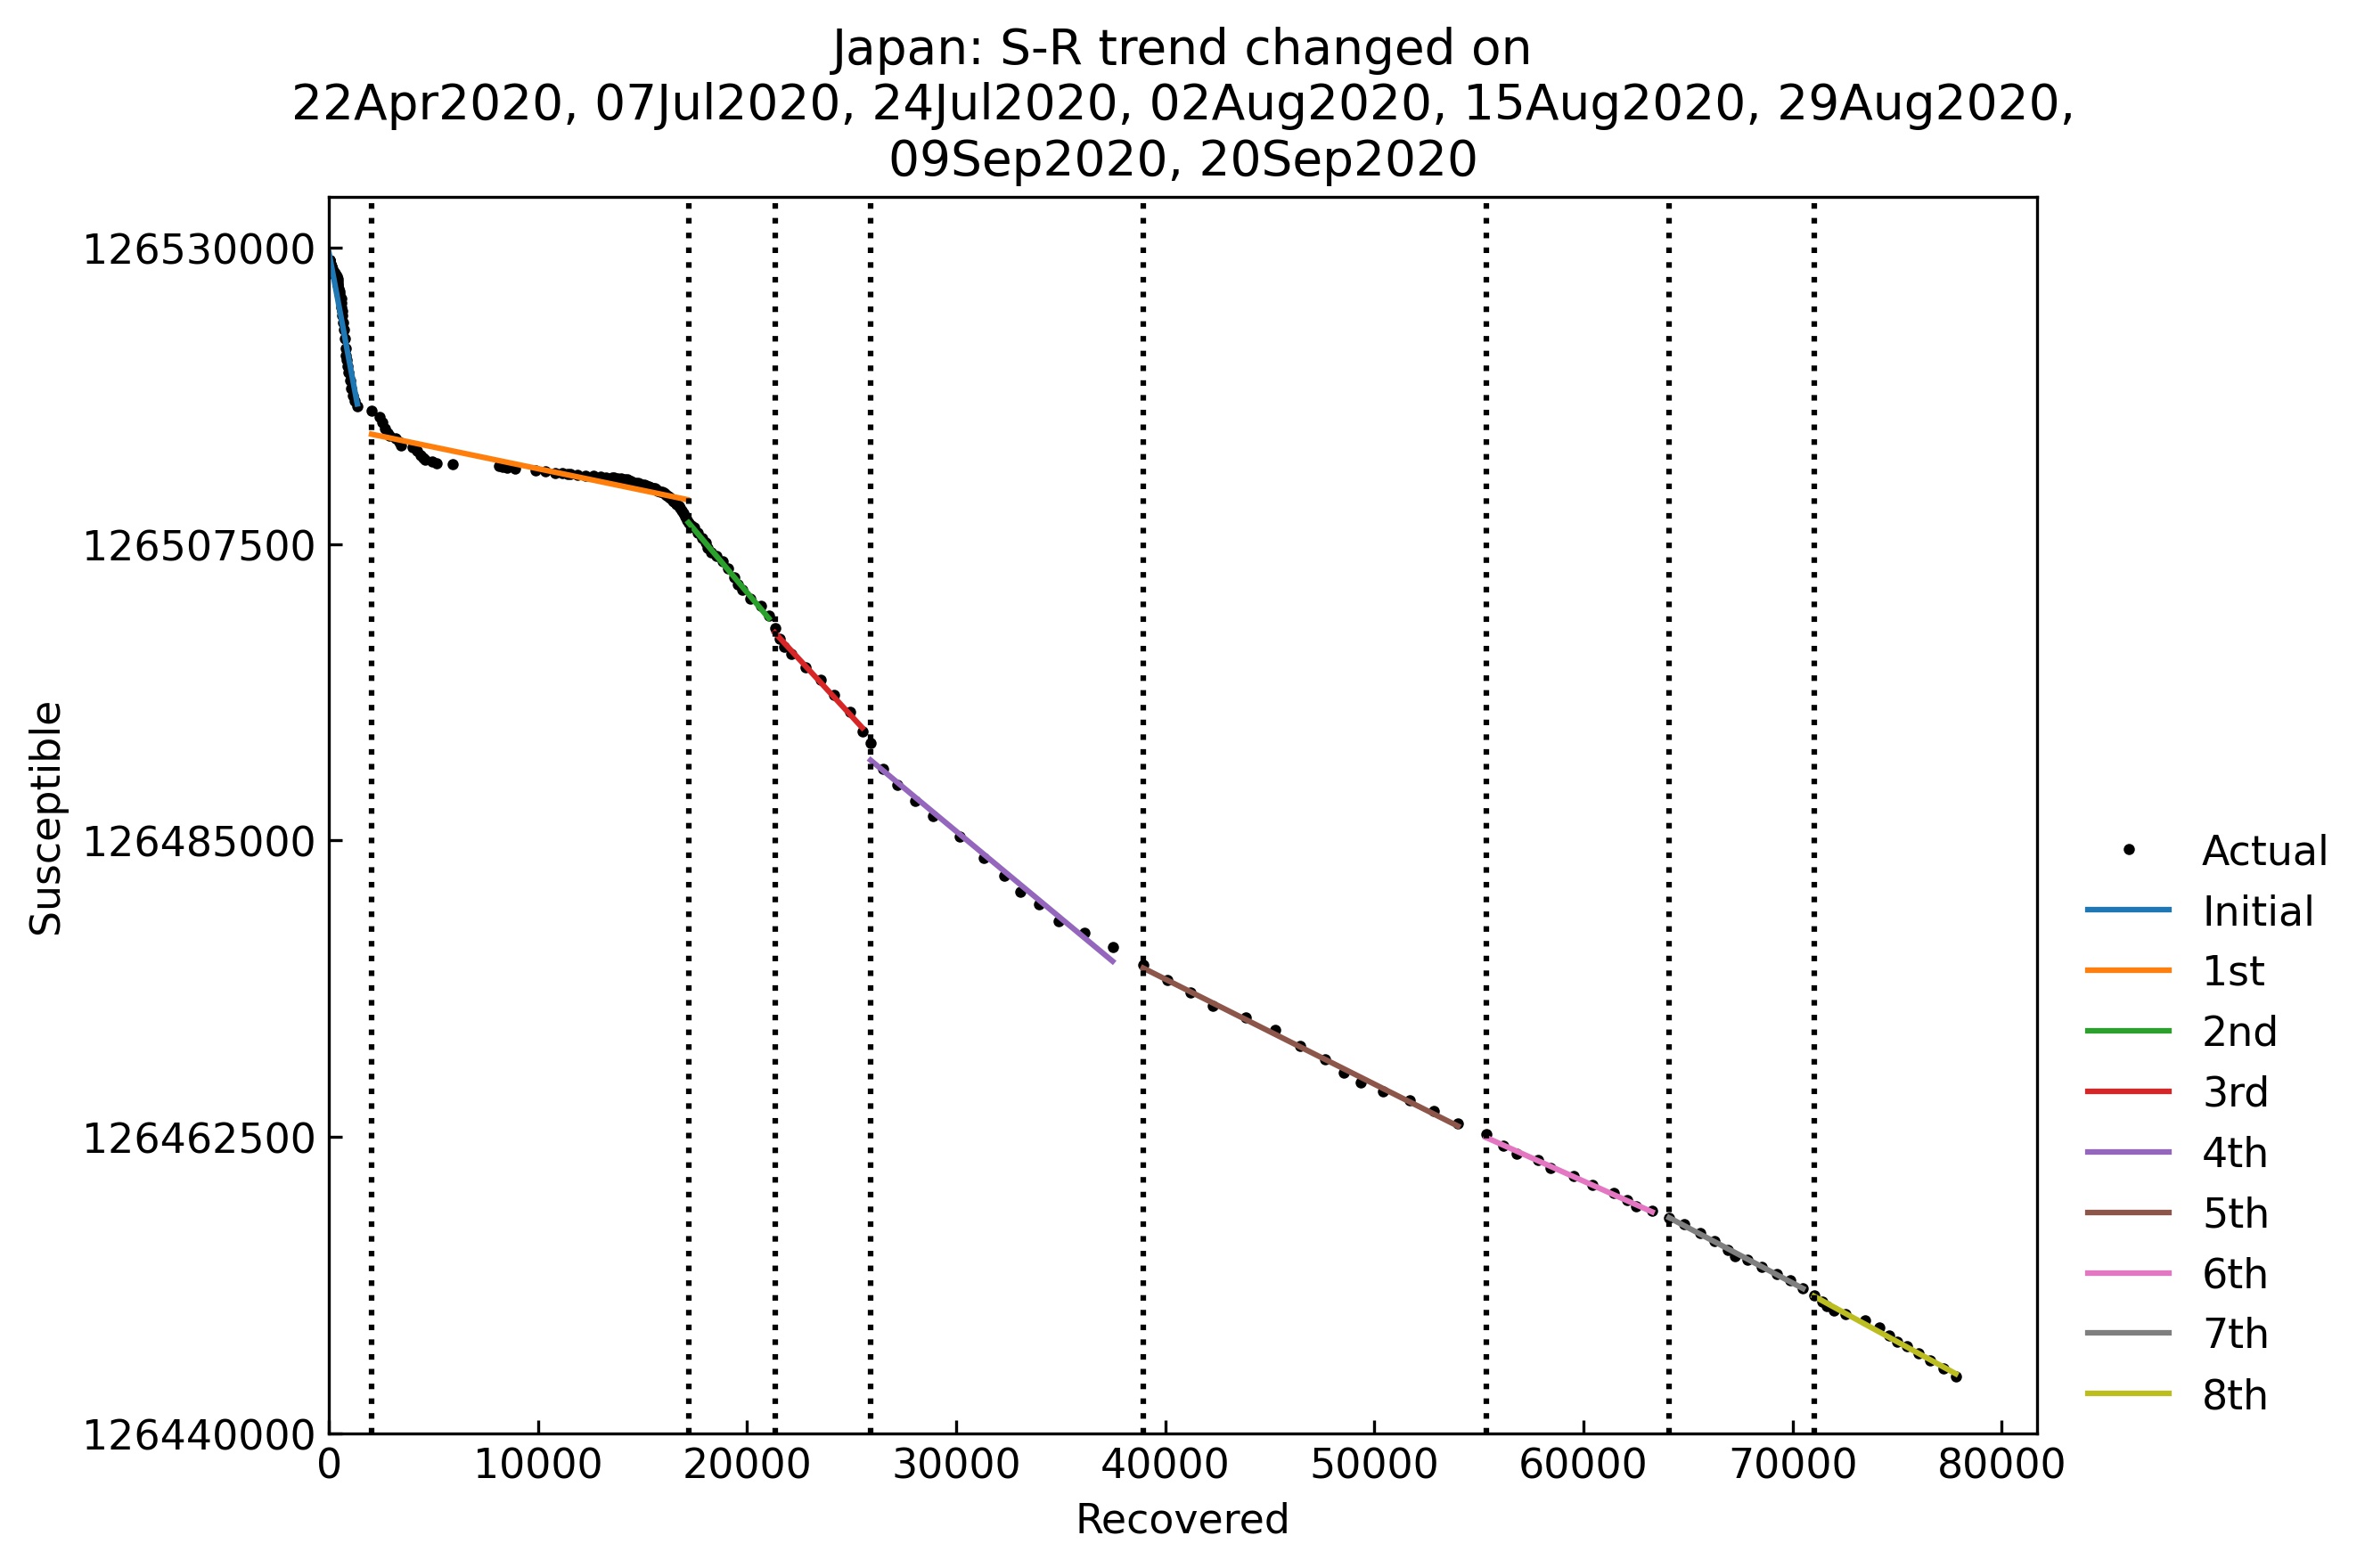 Japan: S-R trend changed on
22Apr2020, 07Jul2020, 24Jul2020, 02Aug2020, 15Aug2020, 29Aug2020,
09Sep2020, 20Sep2020
126530000
126507500
126485000
126462500
126440000
Susceptible
0 10000 20000 30000 40000 50000 60000 70000 80000
Recovered
Actual
Initial
1st
2nd
3rd
4th
5th
6th
7th
8th